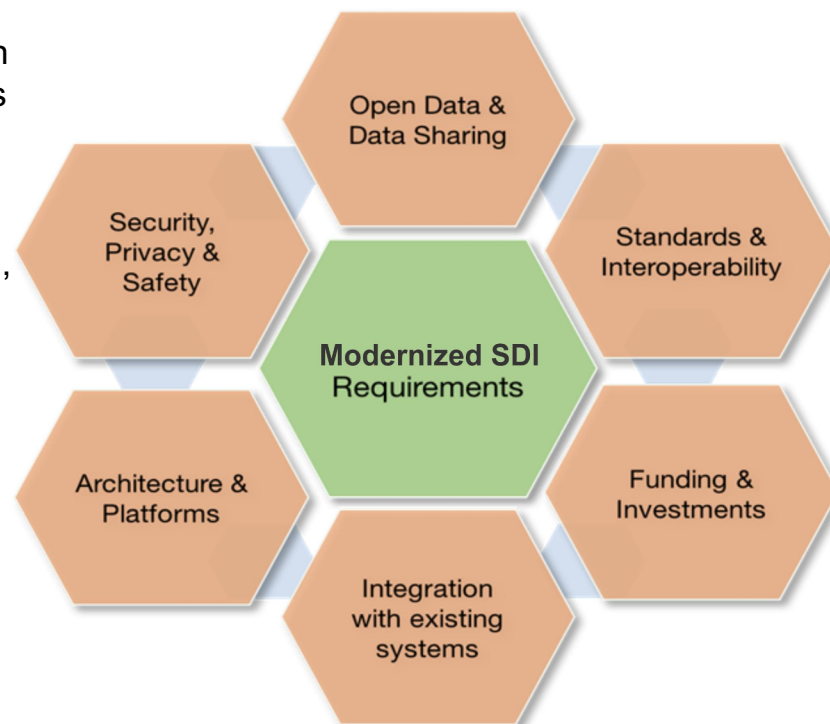 Open Data &
Data Sharing
Security,
Privacy &
Safety
Standards &
Interoperability
Modernized SDI
Requirements
Architecture &
Platforms
Funding &
Investments
Integration
with existing
systems